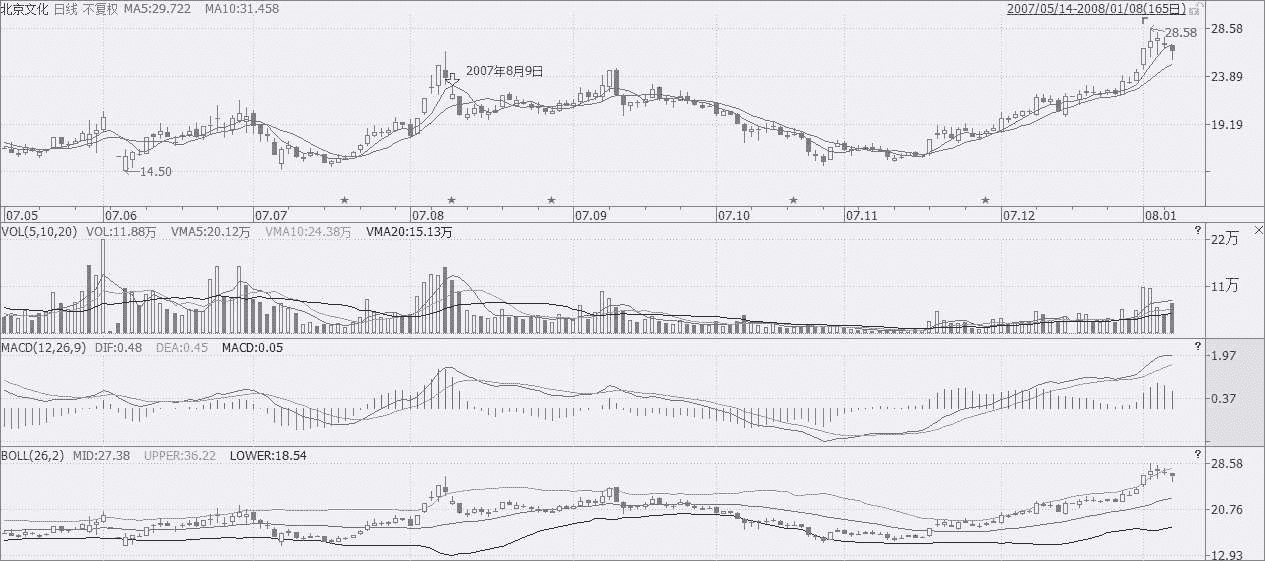 北京文化 日线 不复权 MA5:29.722 MA10:31.458
2007/05/14-2008/01/08(165日)
28.58
28.58
2007年8月9日
23.89
19.19
14.50
07.05 07.06 07.07 07.08 07.09 07.10 07.11 07.12 08.01
VOL(5,10,20) VOL:11.88万 VMA5:20.12万 VMA10:24.38万 VMA20:15.13万 ?
22万
11万
MACD(12,26,9) DIF:0.48 DEA:0.45 MACD:0.05 ?
1.97
0.37
BOLL(26,2) MID:27.38 UPPER:36.22 LOWER:18.54 ?
28.58
20.76
12.93